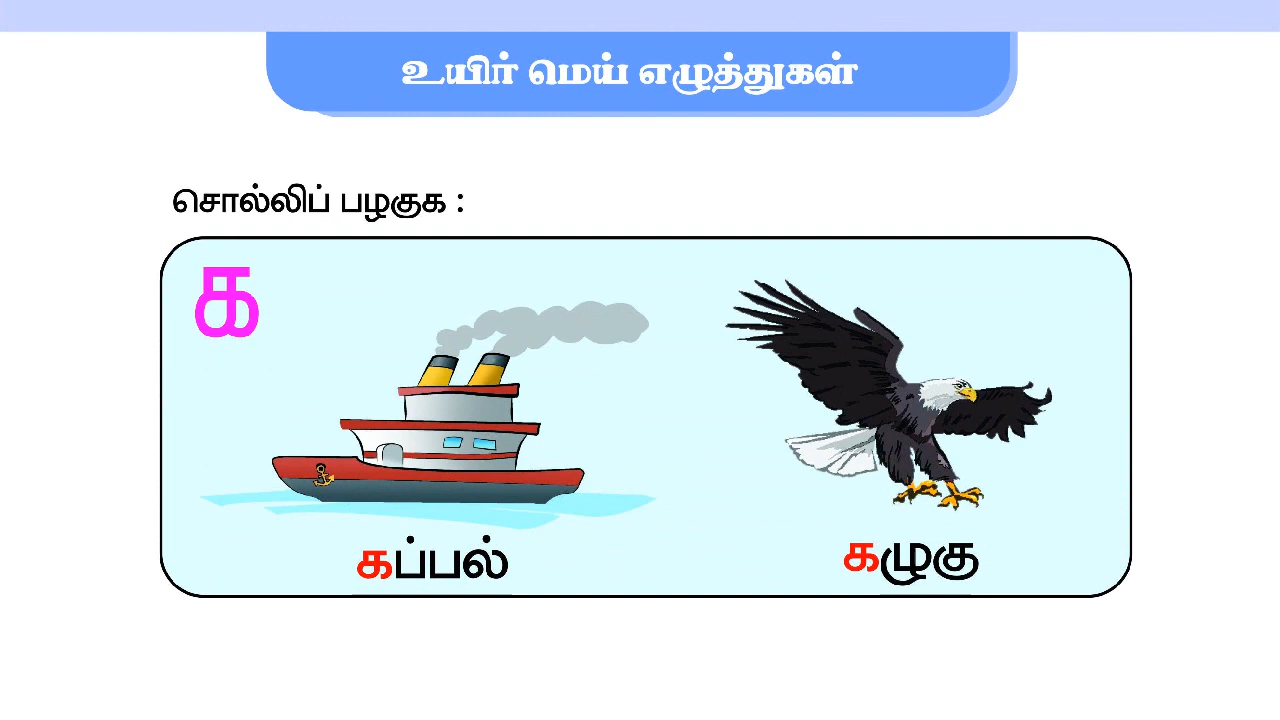 உயிர் மெய் எழுத்துகள்
சொல்லிப் பழகுக :
க
கப்பல்
கழுகு